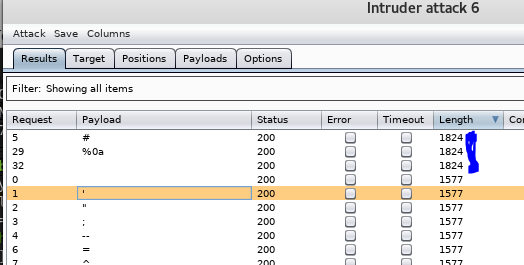 Intruder attack 6
Attack Save Columns
Results Target Positions Payloads Options
Filter: Showing all items
Request Payload Status Error Timeout Length
5 # 200 1824
29 %0a 200 1824
32 200 1824
0 200 1577
1 ' 200 1577
2 " 200 1577
3 ; 200 1577
4 -- 200 1577
6 = 200 1577
7 ^ 200 1577